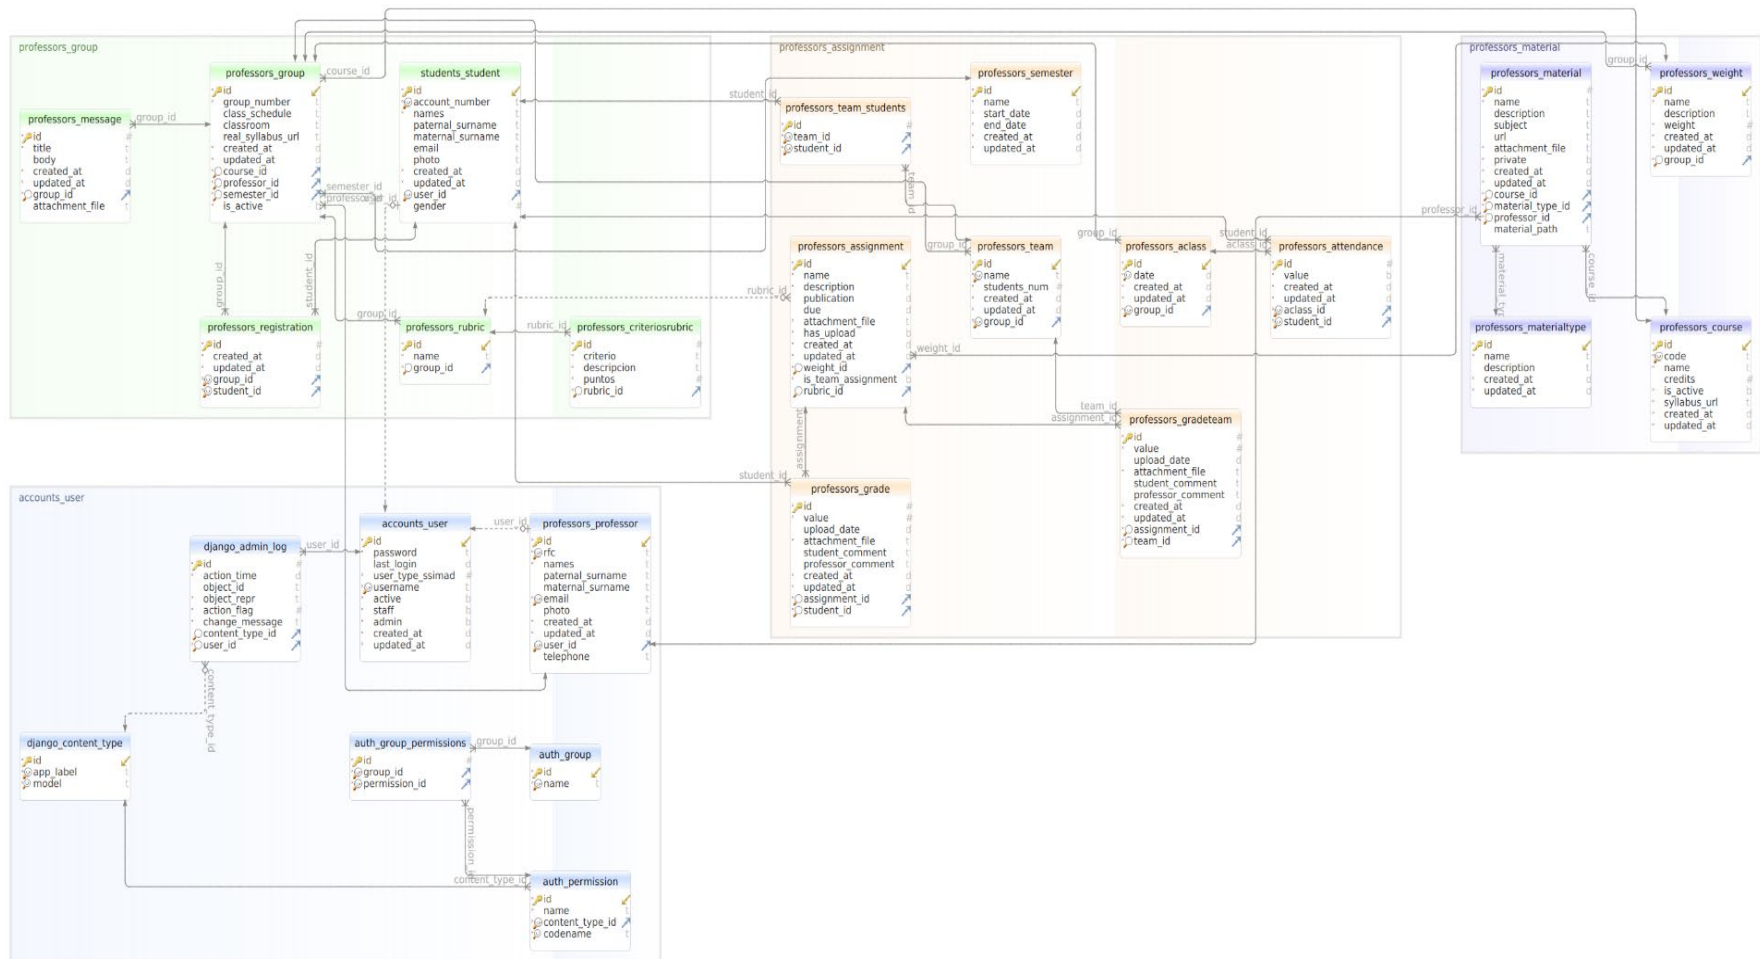 professors_group
professors_group
id
group_number
class_schedule
classroom
real_syllabus_url
created_at
updated_at
course_id
professor_id
semester_id
is_active
students_student
id
account_number
names
paternal_surname
maternal_surname
email
photo
created_at
updated_at
user_id
gender
professors_message
id
title
body
created_at
updated_at
group_id
attachment_file
professors_registration
id
created_at
updated_at
group_id
student_id
professors_rubric
id
name
group_id
professors_criteriosrubric
id
criterio
descripcion
puntos
rubric_id
course_id
group_id
semester_id
group_id
student_id
group_id
rubric_id
professors_assignment
professors_semester
id
name
start_date
end_date
created_at
updated_at
professors_team_students
id
team_id
student_id
professors_assignment
id
name
description
publication
due
attachment_file
has_upload
created_at
updated_at
weight_id
is_team_assignment
rubric_id
professors_team
id
name
students_num
created_at
updated_at
group_id
professors_aclass
id
date
created_at
updated_at
group_id
professors_attendance
id
value
created_at
updated_at
aclass_id
student_id
professors_gradeteam
id
value
upload_date
attachment_file
student_comment
professor_comment
created_at
updated_at
assignment_id
team_id
professors_grade
id
value
upload_date
attachment_file
student_comment
professor_comment
created_at
updated_at
assignment_id
student_id
student_id
team_id
group_id
group_id
student_id
aclass_id
rubric_id
weight_id
team_id
assignment_id
student_id
professor_id
professors_material
professors_material
id
name
description
subject
url
attachment_file
private
created_at
updated_at
course_id
material_type_id
professor_id
material_path
professors_weight
id
name
description
weight
created_at
updated_at
group_id
professors_materialtype
id
name
description
created_at
updated_at
professors_course
id
code
name
credits
is_active
syllabus_url
created_at
updated_at
group_id
course_id
accounts_user
accounts_user
id
password
last_login
user_type_ssimad
username
active
staff
admin
created_at
updated_at
professors_professor
id
rfc
names
paternal_surname
maternal_surname
email
photo
created_at
updated_at
user_id
telephone
django_admin_log
id
action_time
object_id
object_repr
action_flag
change_message
content_type_id
user_id
django_content_type
id
app_label
model
auth_group_permissions
id
group_id
permission_id
auth_group
id
name
auth_permission
id
name
content_type_id
codename
user_id
user_id
content_type_id
group_id
content_type_id